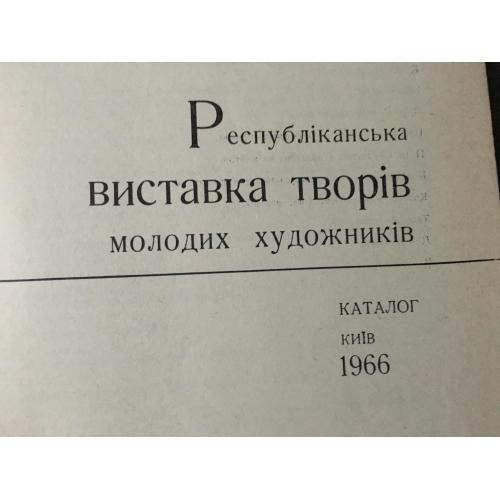 Республіканська
виставка творів
молодих художників
КАТАЛОГ
КИЇВ
1966